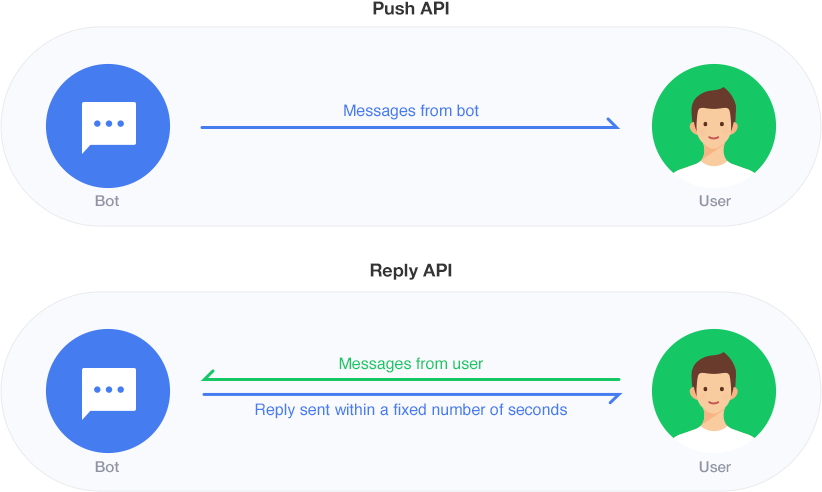 Push API
Messages from bot
Bot
User
Reply API
Messages from user
Reply sent within a fixed number of seconds
Bot
User